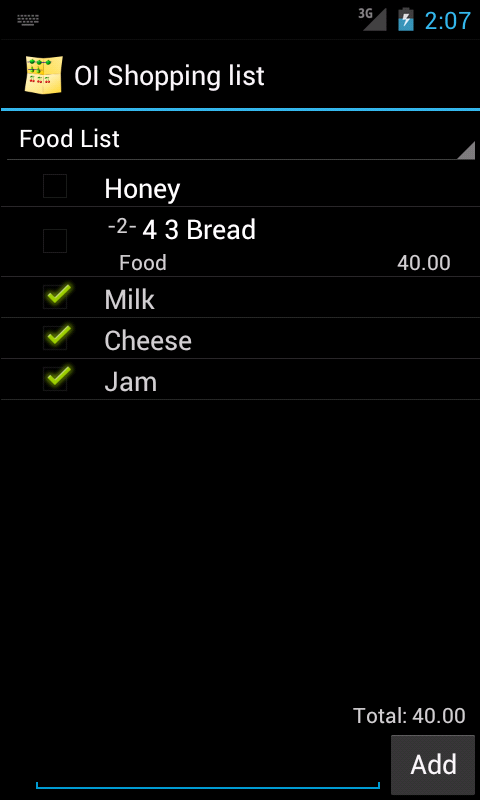 3G 2:07
OI Shopping list
Food List
Honey
-2- 4 3 Bread
Food 40.00
Milk
Cheese
Jam
Total: 40.00
Add